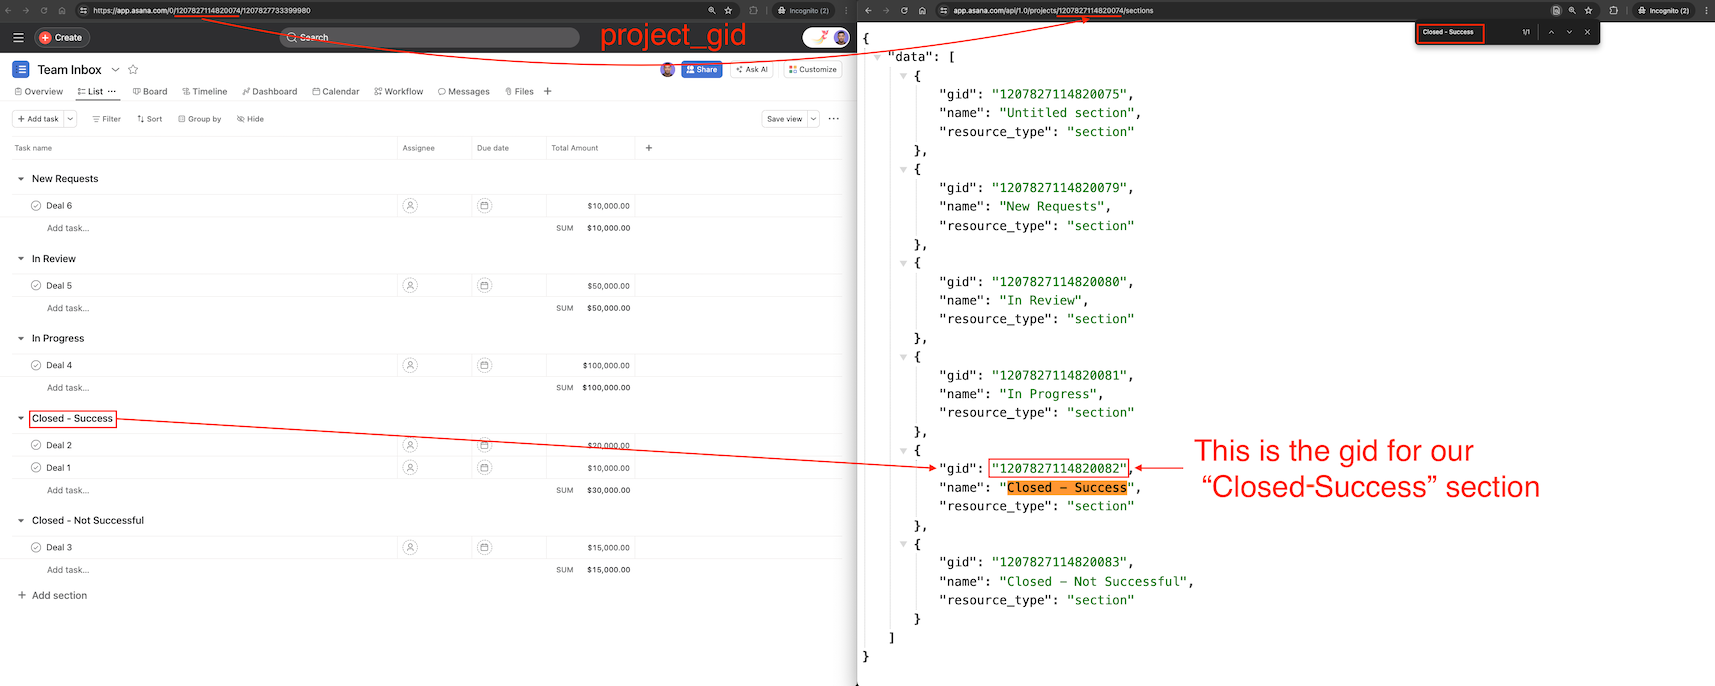 https://app.asana.com/0/1207827114820074/1207827733399980
Incognito (2)
Create
Search
project_gid
Team Inbox
Share
Ask AI
Customize
Overview
List
Board
Timeline
Dashboard
Calendar
Workflow
Messages
Files
Add task
Filter
Sort
Group by
Hide
Save view
Task name
Assignee
Due date
Total Amount
New Requests
Deal 6
$10,000.00
Add task...
SUM $10,000.00
In Review
Deal 5
$50,000.00
Add task...
SUM $50,000.00
In Progress
Deal 4
$100,000.00
Add task...
SUM $100,000.00
Closed - Success
Deal 2
$20,000.00
Deal 1
$10,000.00
Add task...
SUM $30,000.00
Closed - Not Successful
Deal 3
$15,000.00
Add task...
SUM $15,000.00
Add section
app.asana.com/api/1.0/projects/1207827114820074/sections
Incognito (2)
Closed - Success
1/1
{
"data": [
{
"gid": "1207827114820075",
"name": "Untitled section",
"resource_type": "section"
},
{
"gid": "1207827114820079",
"name": "New Requests",
"resource_type": "section"
},
{
"gid": "1207827114820080",
"name": "In Review",
"resource_type": "section"
},
{
"gid": "1207827114820081",
"name": "In Progress",
"resource_type": "section"
},
{
"gid": "1207827114820082",
"name": "Closed - Success",
"resource_type": "section"
},
{
"gid": "1207827114820083",
"name": "Closed - Not Successful",
"resource_type": "section"
}
]
}
This is the gid for our
“Closed-Success” section